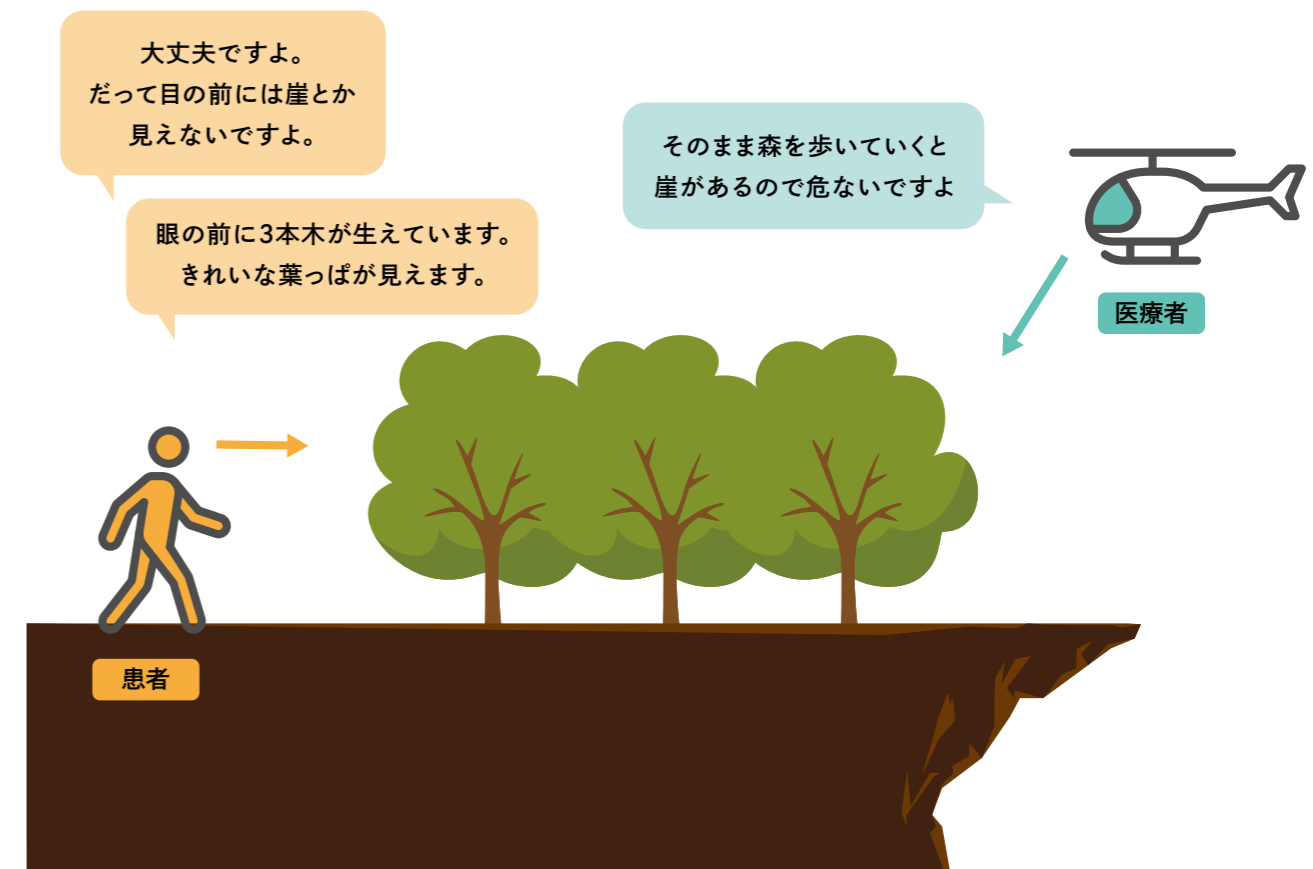 大丈夫ですよ。
だって目の前には崖とか
見えないですよ。
眼の前に3本木が生えています。
きれいな葉っぱが見えます。
そのまま森を歩いていくと
崖があるので危ないですよ
医療者
患者